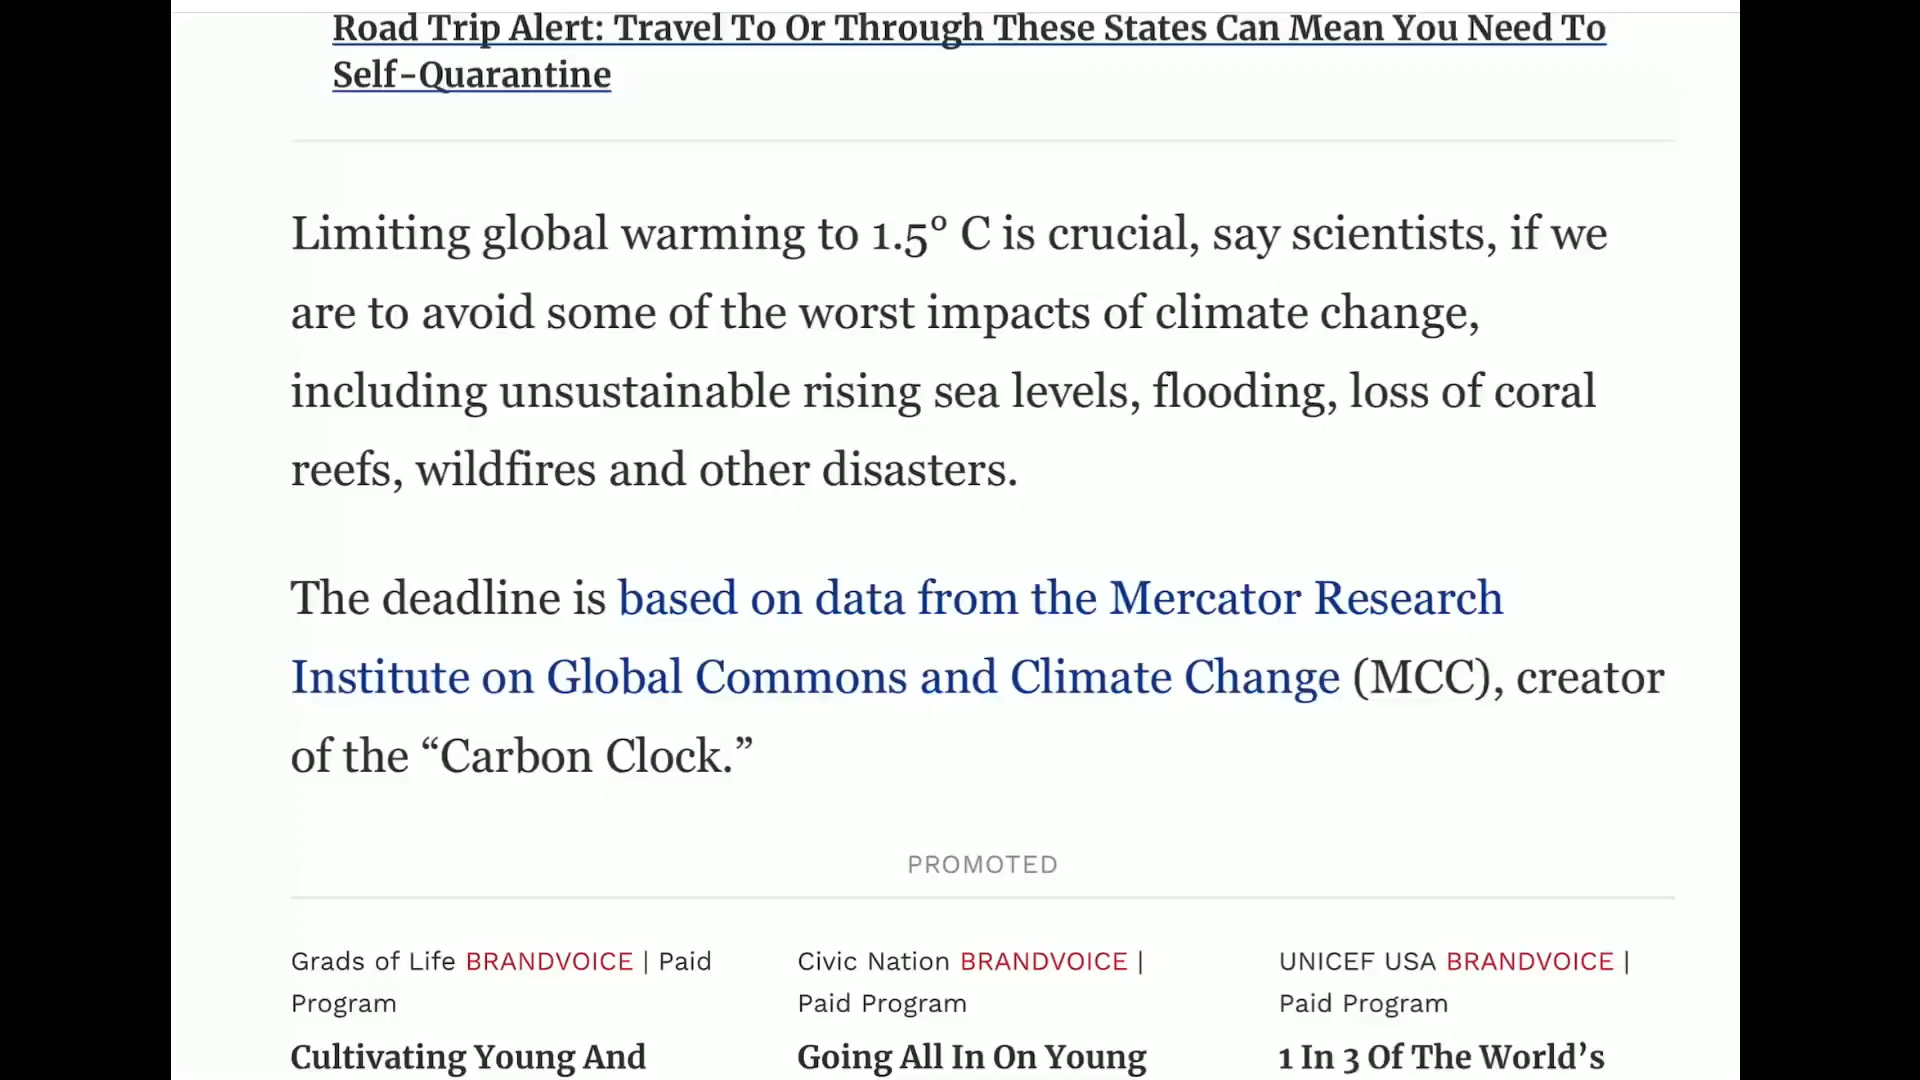 Road Trip Alert: Travel To Or Through These States Can Mean You Need To
Self-Quarantine
Limiting global warming to 1.5° C is crucial, say scientists, if we
are to avoid some of the worst impacts of climate change,
including unsustainable rising sea levels, flooding, loss of coral
reefs, wildfires and other disasters.
The deadline is based on data from the Mercator Research
Institute on Global Commons and Climate Change (MCC), creator
of the “Carbon Clock.”
PROMOTED
Grads of Life BRANDVOICE | Paid
Program
Cultivating Young And
Civic Nation BRANDVOICE |
Paid Program
Going All In On Young
UNICEF USA BRANDVOICE |
Paid Program
1 In 3 Of The World’s